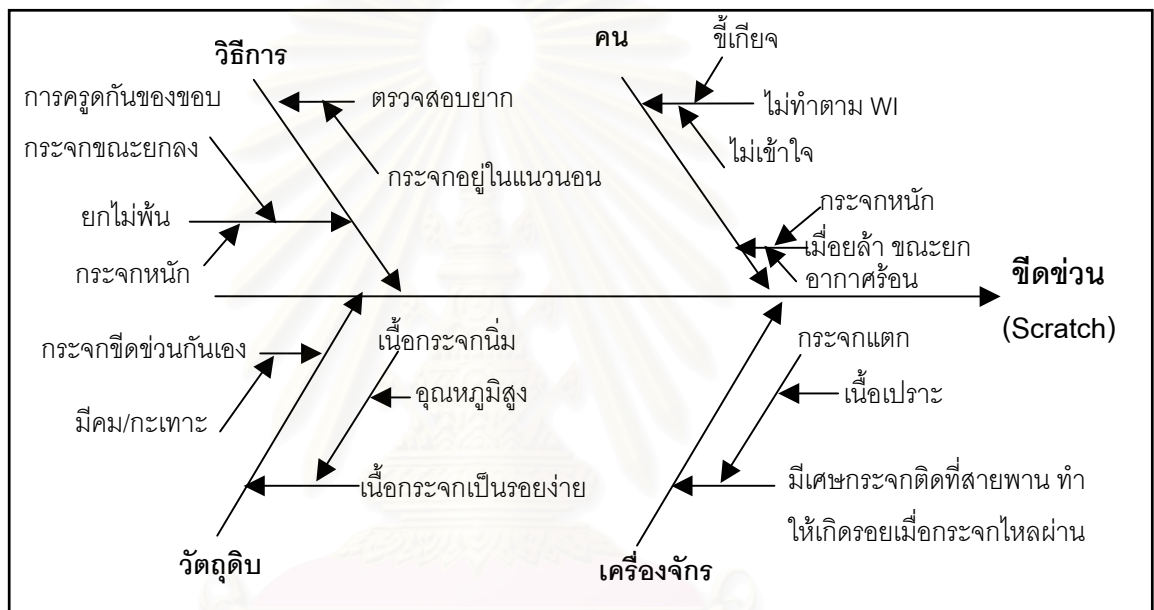 วิธีการ
คน
ขี้เกียจ
การครูดกันของขอบ
กระจกขณะยกลง
ตรวจสอบยาก
ไม่ทำตาม WI
ไม่เข้าใจ
กระจกอยู่ในแนวนอน
ยกไม่พ้น
กระจกหนัก
กระจกหนัก
เมื่อยล้า ขณะยก
อากาศร้อน
ขีดข่วน
(Scratch)
กระจกขีดข่วนกันเอง
มีคม/กะเทาะ
เนื้อกระจกนิ่ม
อุณหภูมิสูง
เนื้อกระจกเป็นรอยง่าย
กระจกแตก
เนื้อเปราะ
มีเศษกระจกติดที่สายพาน ทำ
ให้เกิดรอยเมื่อกระจกไหลผ่าน
วัตถุดิบ
เครื่องจักร